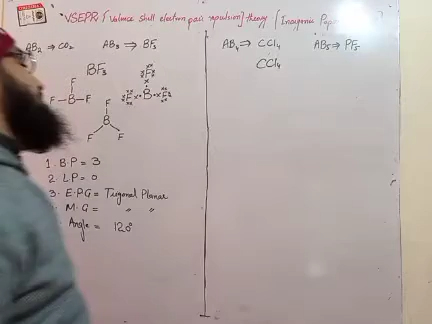 VSEPR [Valence shell electron pair repulsion] theory (Inorganic
AB₂ ⇒ CO₂
AB₃ ⇒ BF₃
AB₄ ⇒ CCl₄
AB₅ ⇒ PF₅
BF₃
CCl₄
F
F B F
F
F B F
F
B
F F
1. B.P = 3
2 LP = 0
3. E.P.G = Trigonal Planar
M.G = " "
Angle = 120°